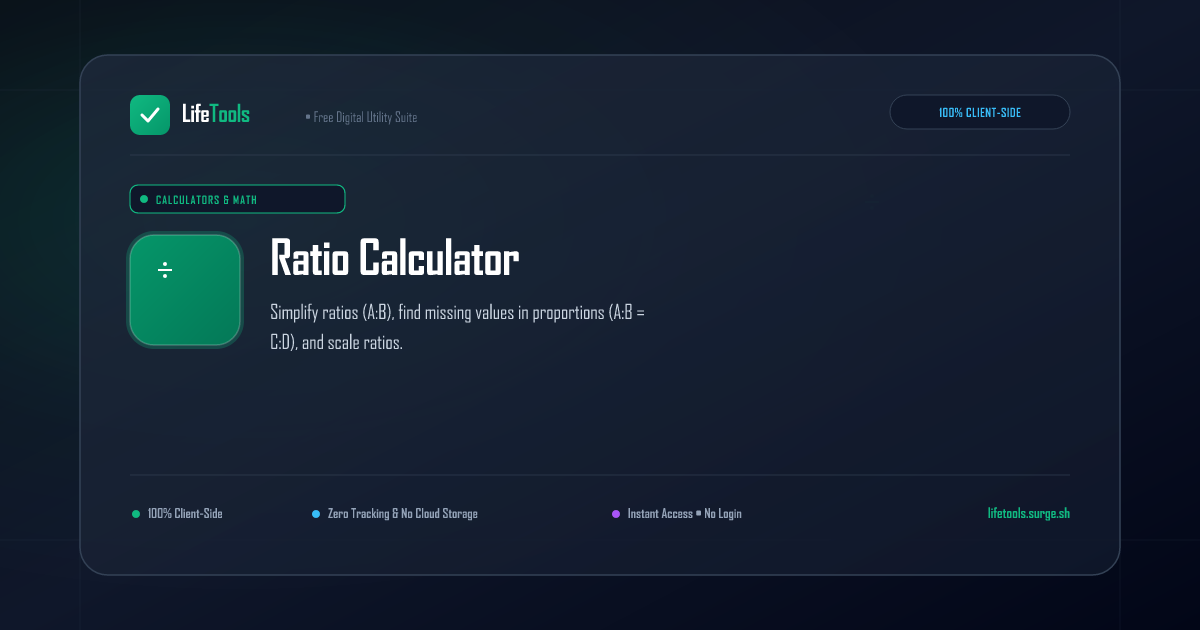 LifeTools
▪ Free Digital Utility Suite
100% CLIENT-SIDE
CALCULATORS & MATH
÷
Ratio Calculator
Simplify ratios (A:B), find missing values in proportions (A:B =
C:D), and scale ratios.
100% Client-Side
Zero Tracking & No Cloud Storage
Instant Access ▪ No Login
lifetools.surge.sh